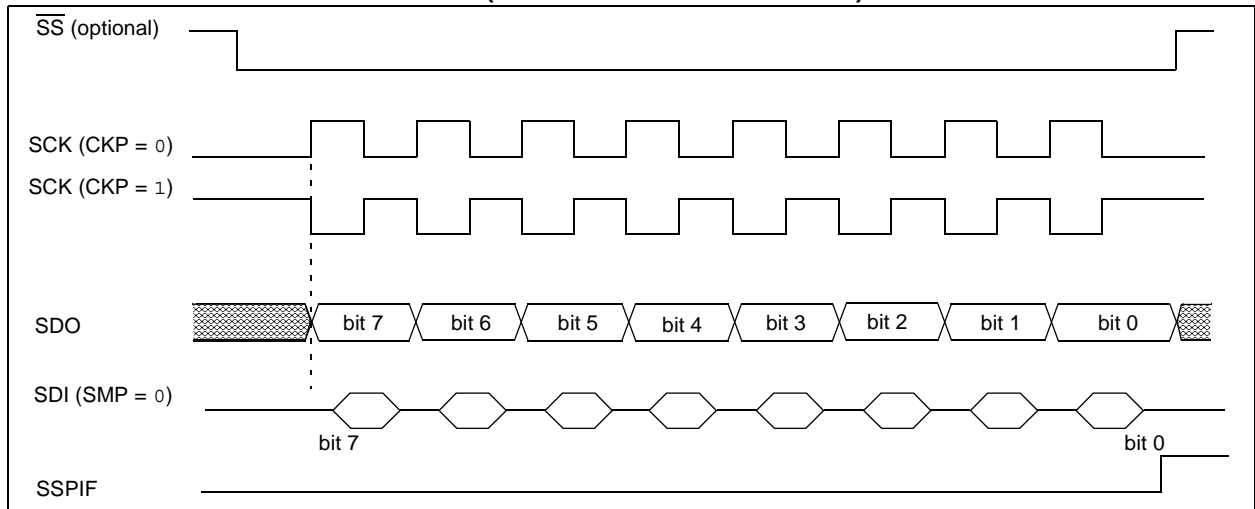 SS (optional)
SCK (CKP = 0)
SCK (CKP = 1)
SDO
bit 7 bit 6 bit 5 bit 4 bit 3 bit 2 bit 1 bit 0
SDI (SMP = 0)
bit 7 bit 0
SSPIF